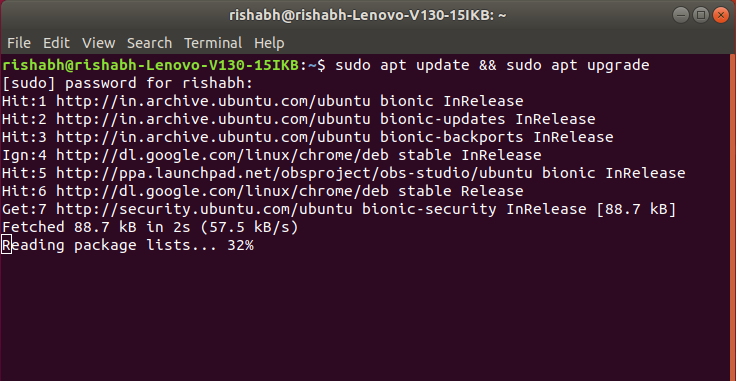 rishabh@rishabh-Lenovo-V130-15IKB: ~
File Edit View Search Terminal Help
rishabh@rishabh-Lenovo-V130-15IKB:~$ sudo apt update && sudo apt upgrade
[sudo] password for rishabh:
Hit:1 http://in.archive.ubuntu.com/ubuntu bionic InRelease
Hit:2 http://in.archive.ubuntu.com/ubuntu bionic-updates InRelease
Hit:3 http://in.archive.ubuntu.com/ubuntu bionic-backports InRelease
Ign:4 http://dl.google.com/linux/chrome/deb stable InRelease
Hit:5 http://ppa.launchpad.net/obsproject/obs-studio/ubuntu bionic InRelease
Hit:6 http://dl.google.com/linux/chrome/deb stable Release
Get:7 http://security.ubuntu.com/ubuntu bionic-security InRelease [88.7 kB]
Fetched 88.7 kB in 2s (57.5 kB/s)
Reading package lists... 32%